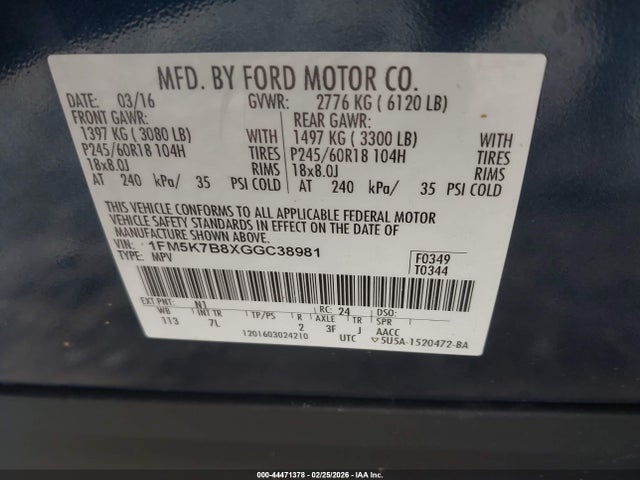 MFD. BY FORD MOTOR CO.
DATE: 03/16 GVWR: 2776 KG ( 6120 LB)
FRONT GAWR: REAR GAWR:
1397 KG ( 3080 LB) WITH 1497 KG ( 3300 LB) WITH
P245/60R18 104H TIRES P245/60R18 104H TIRES
18x8.0J RIMS 18x8.0J RIMS
AT 240 kPa/ 35 PSI COLD AT 240 kPa/ 35 PSI COLD
THIS VEHICLE CONFORMS TO ALL APPLICABLE FEDERAL MOTOR
VEHICLE SAFETY STANDARDS IN EFFECT ON THE DATE OF
MANUFACTURE SHOWN ABOVE.
VIN: 1FM5K7B8XGGC38981 F0349
TYPE: MPV T0344
EXT PNT: N1 RC: 24 DSO:
WB INT TR TP/PS R AXLE TR SPR
113 7L 2 3F J AACC
1201603024210 UTC 5U5A-1520472-BA
000-44471378 - 02/25/2026 - IAA Inc.